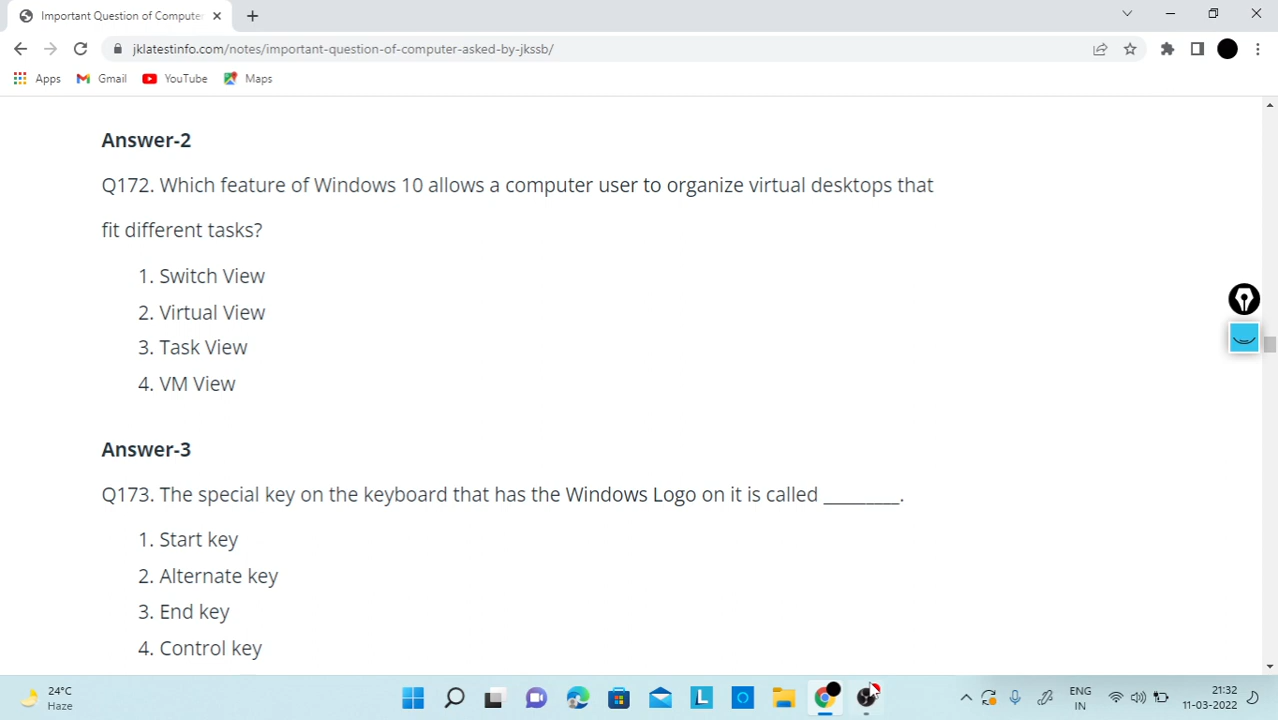 Important Question of Compute
jklatestinfo.com/notes/important-question-of-computer-asked-by-jkssb/
Apps
Gmail
YouTube
Maps
Answer-2
Q172. Which feature of Windows 10 allows a computer user to organize virtual desktops that
fit different tasks?
1. Switch View
2. Virtual View
3. Task View
4. VM View
Answer-3
Q173. The special key on the keyboard that has the Windows Logo on it is called _________.
1. Start key
2. Alternate key
3. End key
4. Control key
24°C
Haze
L
ENG
IN
21:32
11-03-2022